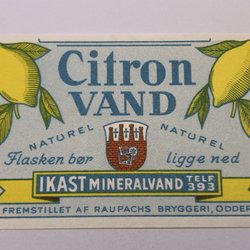 Citron
VAND
NATUREL NATUREL
Flasken bør ligge ned
IKAST MINERALVAND TELF 393
FREMSTILLET AF RAUPACHS BRYGGERI, ODDER